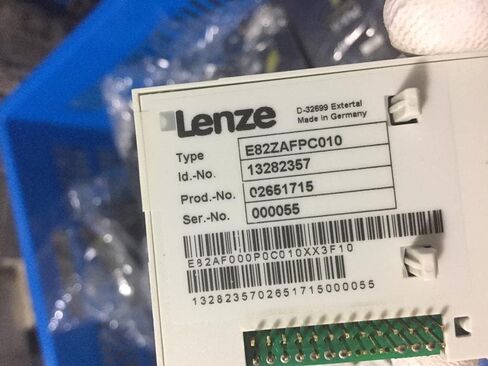 Lenze
D-32699 Extertal
Made in Germany
Type E82ZAFPC010
Id.-No. 13282357
Prod.-No. 02651715
Ser.-No. 000055
E82AF000P0C010XX3F10
1328235702651715000055